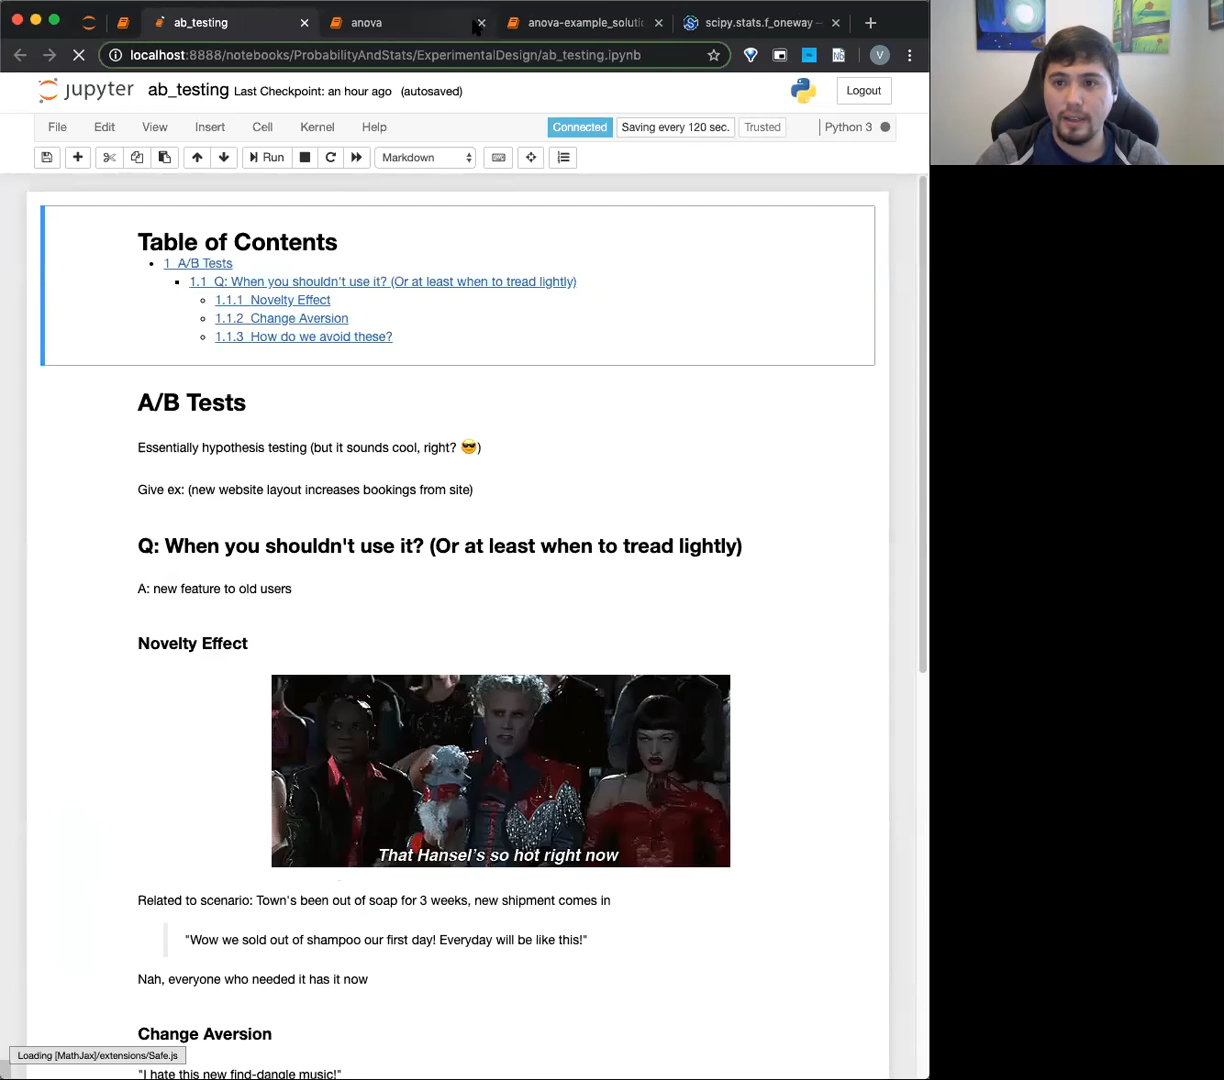 ab_testing
anova
anova-example_soluti
scipy.stats.f_oneway
localhost:8888/notebooks/ProbabilityAndStats/ExperimentalDesign/ab_testing.ipynb
V
jupyter ab_testing Last Checkpoint: an hour ago (autosaved)
Logout
File Edit View Insert Cell Kernel Help
Connected Saving every 120 sec. Trusted Python 3
Run Markdown
Table of Contents
1 A/B Tests
1.1 Q: When you shouldn't use it? (Or at least when to tread lightly)
1.1.1 Novelty Effect
1.1.2 Change Aversion
1.1.3 How do we avoid these?
A/B Tests
Essentially hypothesis testing (but it sounds cool, right? 😎)
Give ex: (new website layout increases bookings from site)
Q: When you shouldn't use it? (Or at least when to tread lightly)
A: new feature to old users
Novelty Effect
That Hansel's so hot right now
Related to scenario: Town's been out of soap for 3 weeks, new shipment comes in
"Wow we sold out of shampoo our first day! Everyday will be like this!"
Nah, everyone who needed it has it now
Change Aversion
Loading [MathJax]/extensions/Safe.js
"I hate this new find-dangle music!"